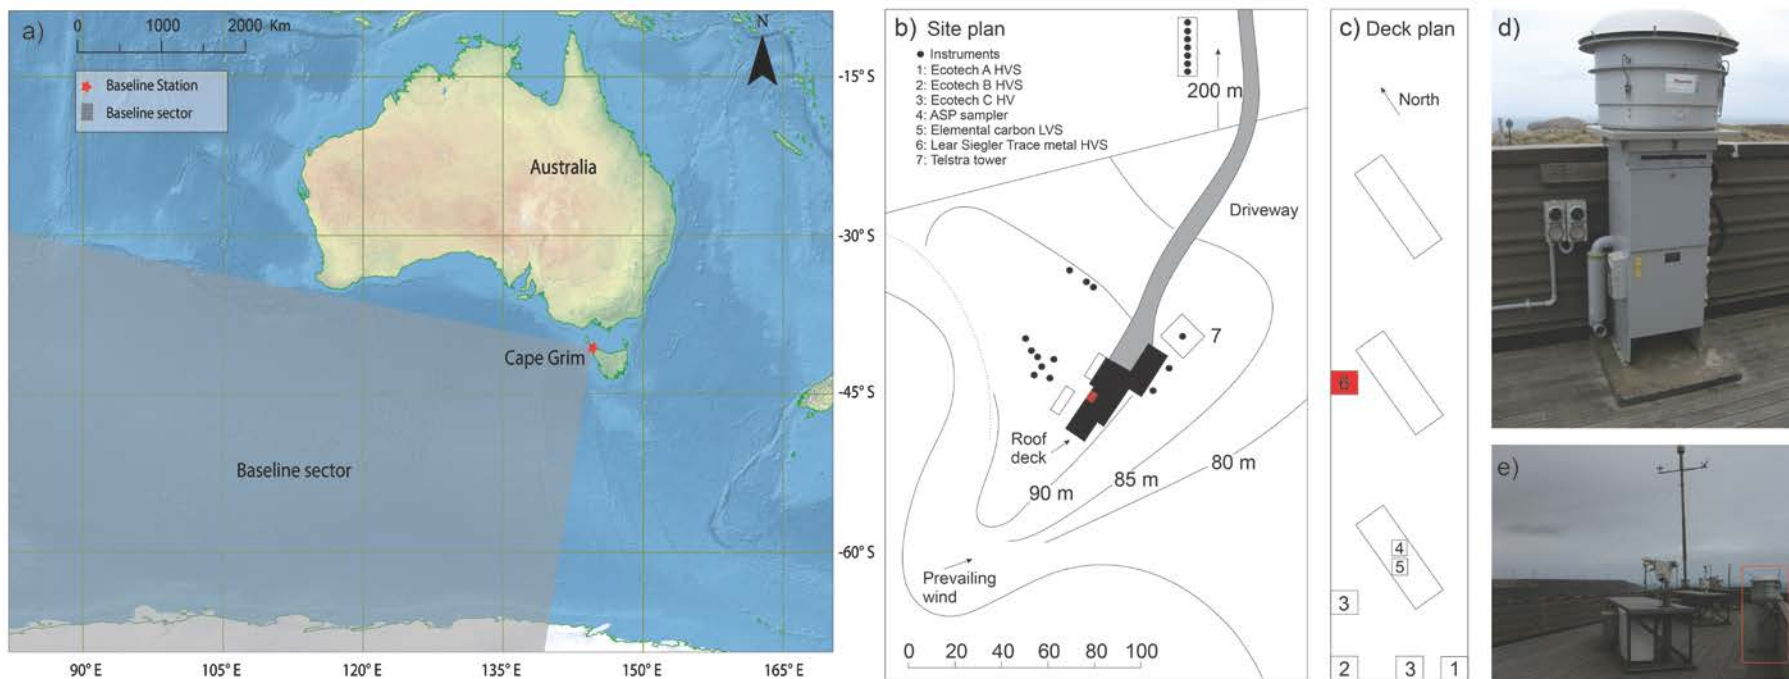 a)
0 1000 2000 Km
N
Baseline Station
Baseline sector
Australia
Cape Grim
Baseline sector
-15°S
-30°S
-45°S
-60°S
90°E 105°E 120°E 135°E 150°E 165°E
b) Site plan
Instruments
1: Ecotech A HVS
2: Ecotech B HVS
3: Ecotech C HV
4: ASP sampler
5: Elemental carbon LVS
6: Lear Siegler Trace metal HVS
7: Telstra tower
200 m
Driveway
7
Roof
deck
90 m
85 m
80 m
Prevailing
wind
0 20 40 60 80 100
c) Deck plan
North
6
4
5
3
2 3 1
d)
e)